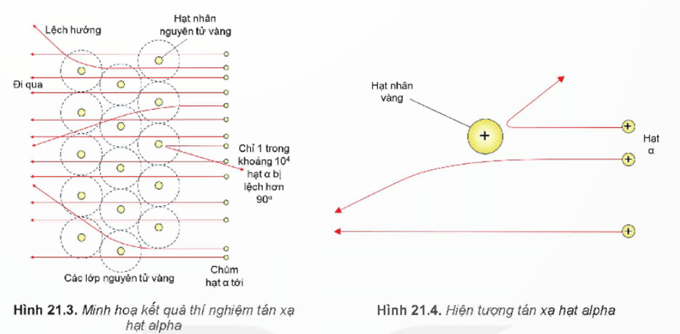 Lệch hướng
Hạt nhân
nguyên tử vàng
Đi qua
Chỉ 1 trong
khoảng 10⁴
hạt α bị
lệch hơn
90º
Các lớp nguyên tử vàng
Chùm
hạt α tới
Hình 21.3. Minh hoạ kết quả thí nghiệm tán xạ
hạt alpha
Hạt nhân
vàng
+
+
+
+
Hạt
α
Hình 21.4. Hiện tượng tán xạ hạt alpha